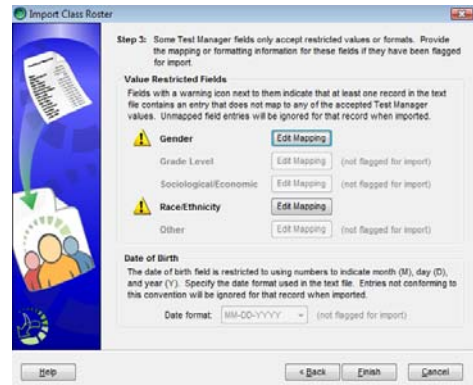 Import Class Roster
Step 3: Some Test Manager fields only accept restricted values or formats. Provide
the mapping or formatting information for these fields if they have been flagged
for import.
Value Restricted Fields
Fields with a warning icon next to them indicate that at least one record in the text
file contains an entry that does not map to any of the accepted Test Manager
values. Unmapped field entries will be ignored for that record when imported.
Gender Edit Mapping
Grade Level Edit Mapping (not flagged for import)
Sociological/Economic Edit Mapping (not flagged for import)
Race/Ethnicity Edit Mapping
Other Edit Mapping (not flagged for import)
Date of Birth
The date of birth field is restricted to using numbers to indicate month (M), day (D),
and year (Y). Specify the date format used in the text file. Entries not conforming to
this convention will be ignored for that record when imported.
Date format: MM-DD-YYYY (not flagged for import)
Help < Back Finish Cancel